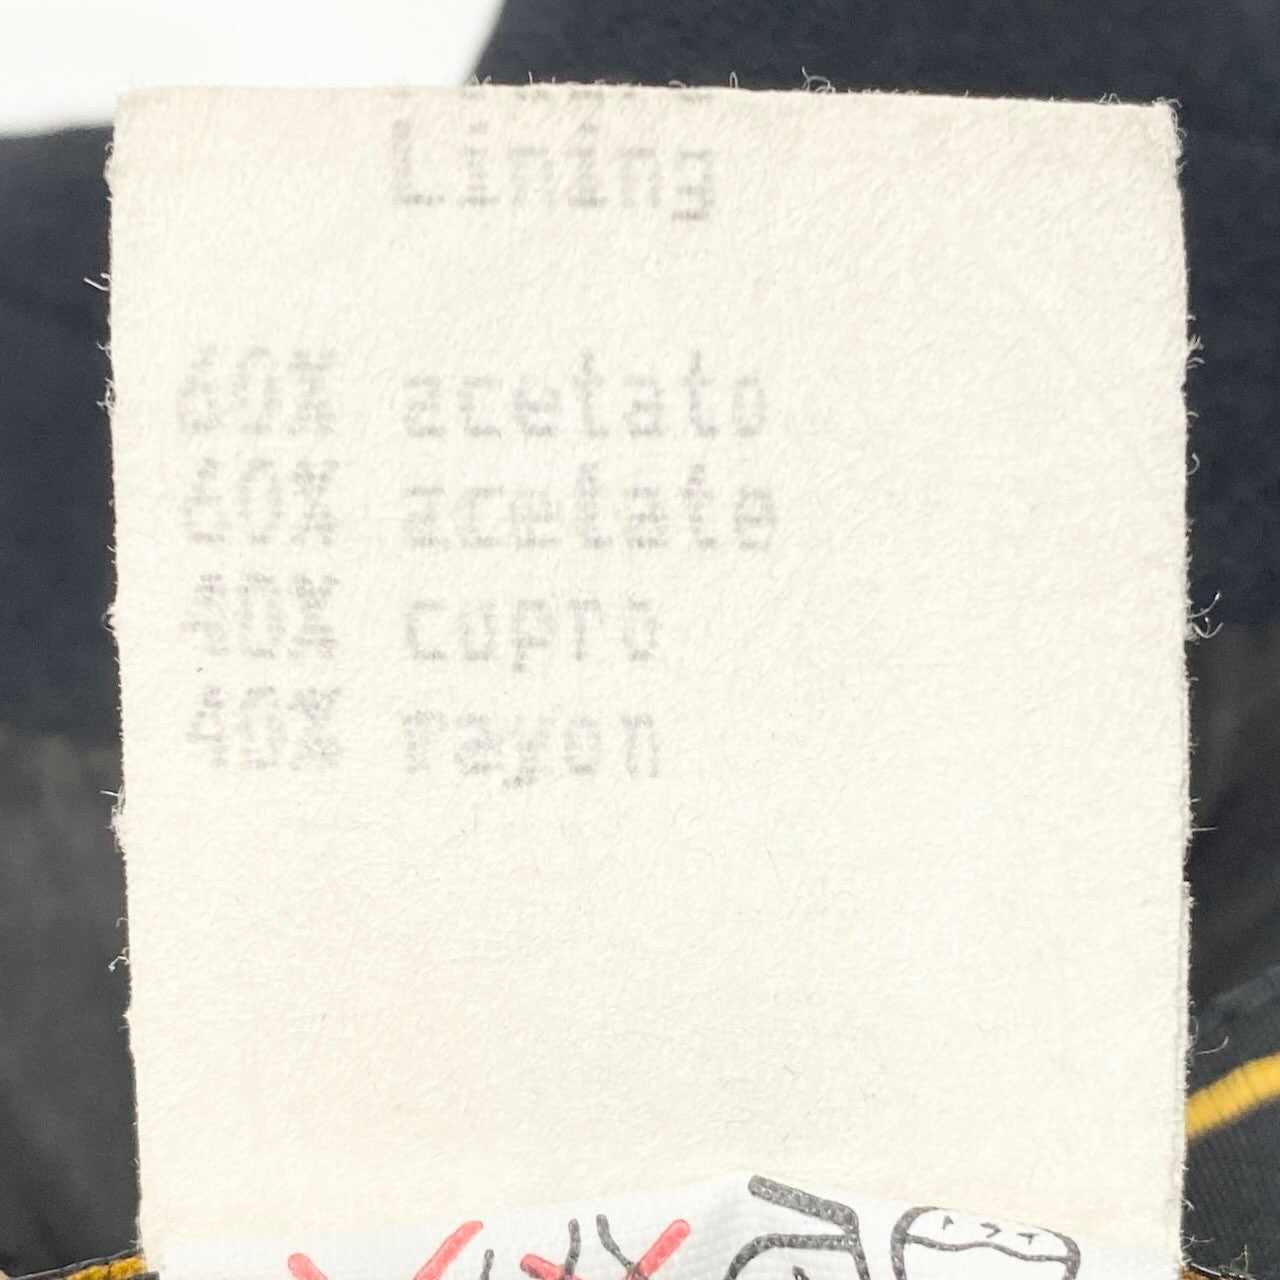 Lining
60% acetato
60% acetate
40% cupro
40% rayon